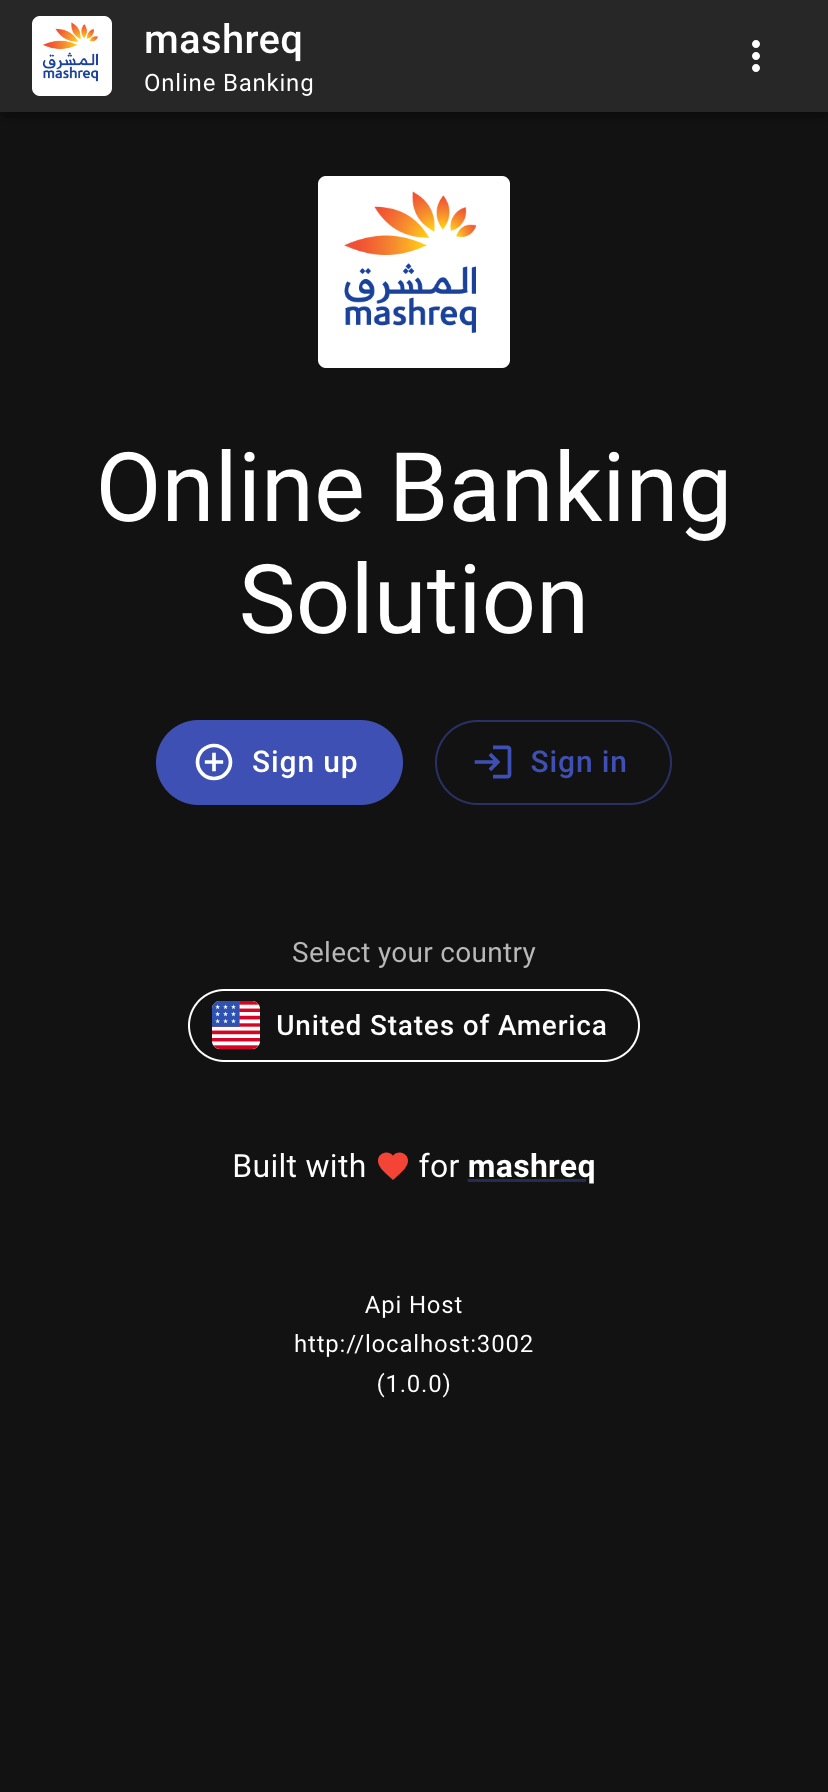 المشرق
mashreq
mashreq
Online Banking
المشرق
mashreq
Online Banking
Solution
Sign up
Sign in
Select your country
United States of America
Built with for mashreq
Api Host
http://localhost:3002
(1.0.0)